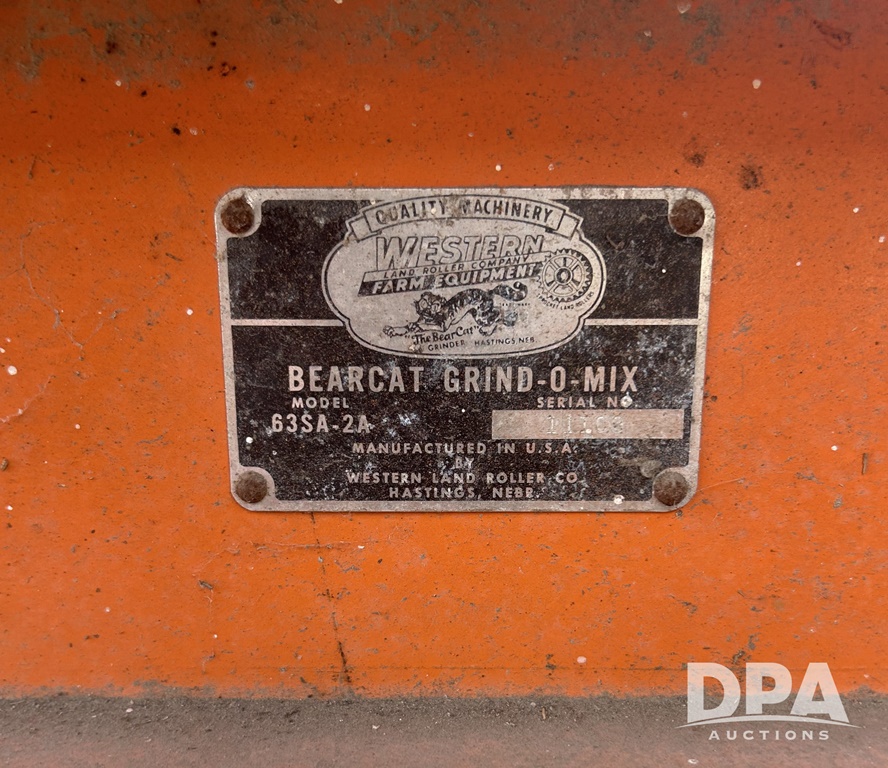 QUALITY MACHINERY
WESTERN
LAND ROLLER COMPANY
FARM EQUIPMENT
"The BearCat"
GRINDER HASTINGS, NEB.
BEARCAT GRIND-O-MIX
MODEL SERIAL NO
63SA-2A
MANUFACTURED IN U.S.A.
BY
WESTERN LAND ROLLER CO.
HASTINGS, NEBR.
DPA
AUCTIONS